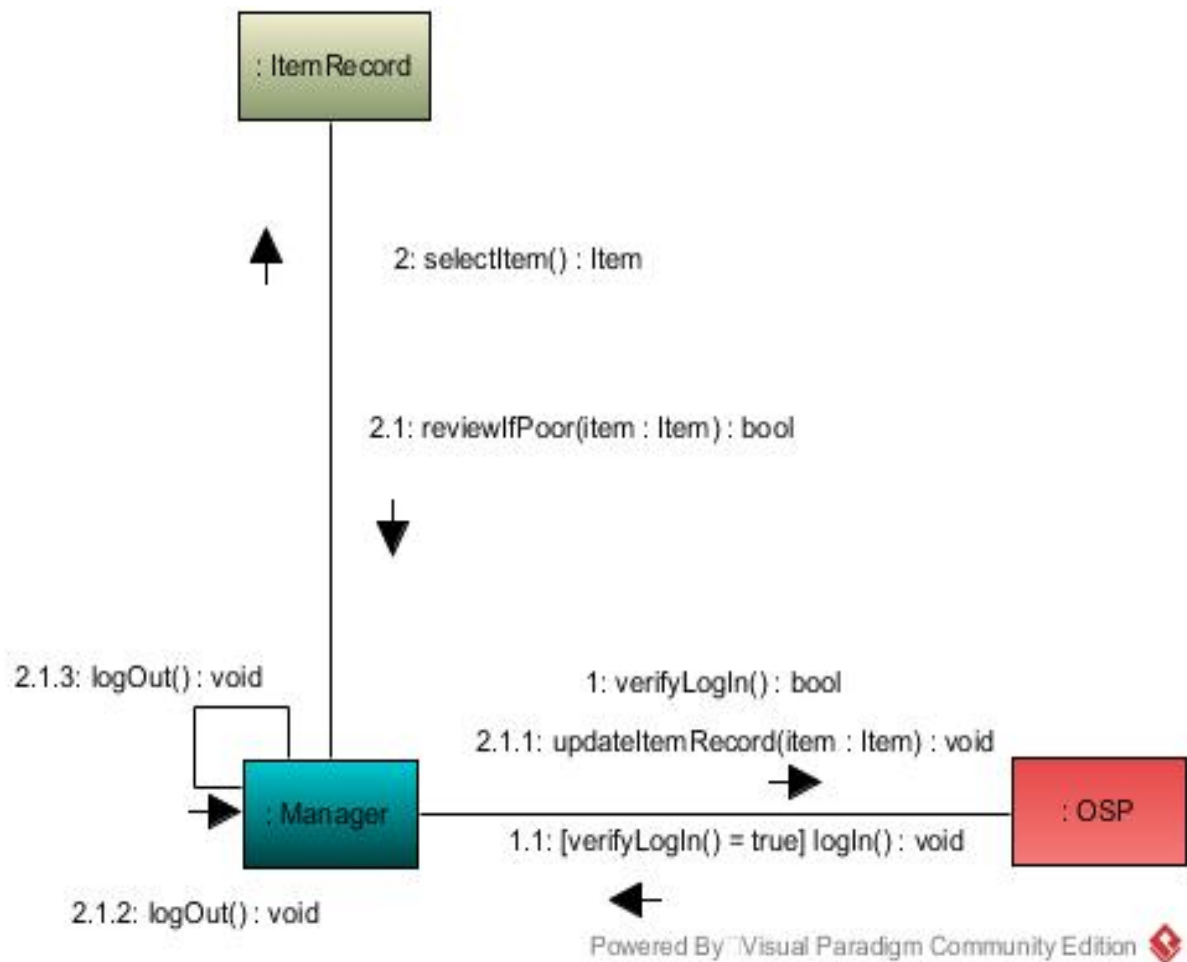 : ItemRecord
2: selectItem() : Item
2.1: reviewIfPoor(item : Item) : bool
2.1.3: logOut() : void
1: verifyLogIn() : bool
2.1.1: updateItemRecord(item : Item) : void
: Manager
: OSP
1.1: [verifyLogIn() = true] logIn() : void
2.1.2: logOut() : void
Powered By Visual Paradigm Community Edition